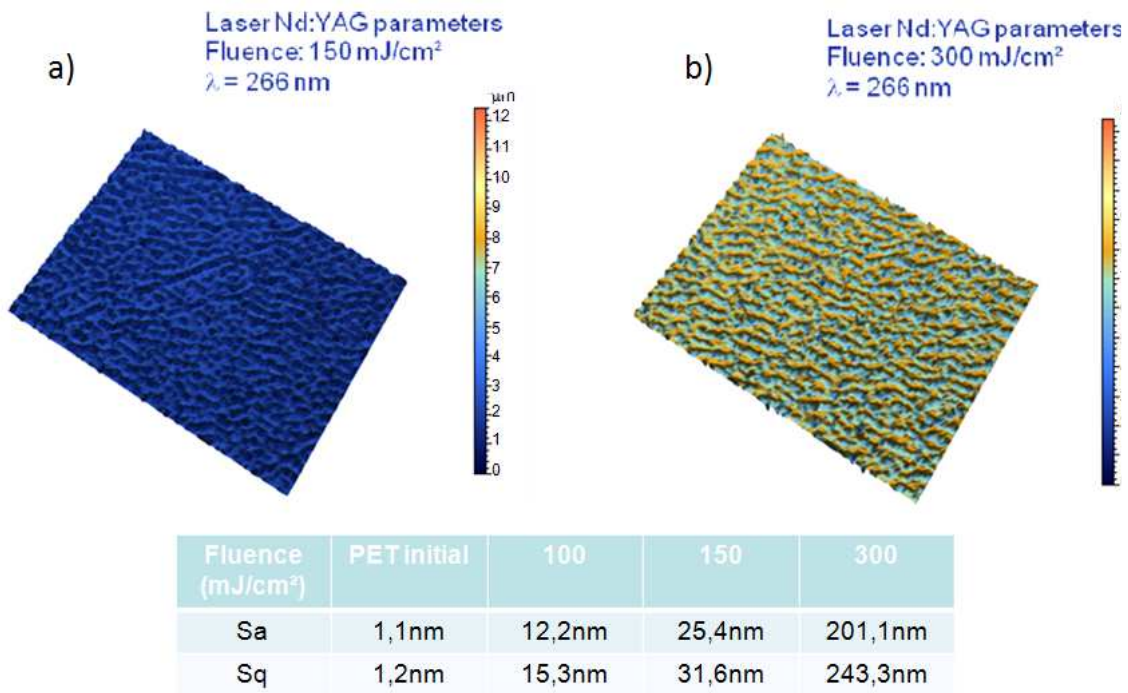 Laser Nd:YAG parameters
Fluence: 150 mJ/cm²
λ = 266 nm
a)
μm
12
11
10
9
8
7
6
5
4
3
2
1
0
Laser Nd:YAG parameters
Fluence: 300 mJ/cm²
λ = 266 nm
b)
Fluence (mJ/cm²) PET initial 100 150 300
Sa 1,1nm 12,2nm 25,4nm 201,1nm
Sq 1,2nm 15,3nm 31,6nm 243,3nm